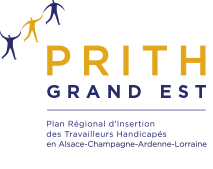 PRITH
GRAND EST
Plan Régional d'Insertion
des Travailleurs Handicapés
en Alsace-Champagne-Ardenne-Lorraine